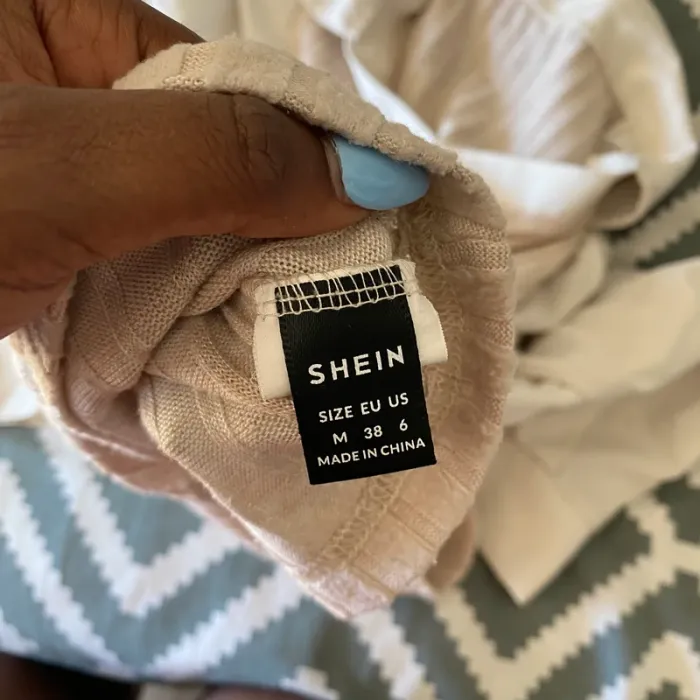 SHEIN
SIZE EU US
M 38 6
MADE IN CHINA